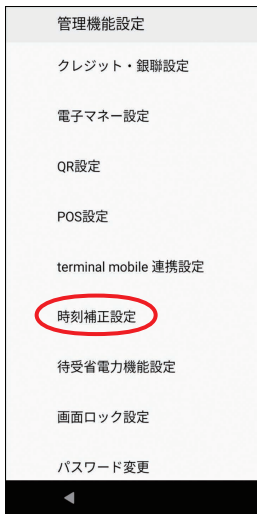 管理機能設定
クレジット・銀聯設定
電子マネー設定
QR設定
POS設定
terminal mobile 連携設定
時刻補正設定
待受省電力機能設定
画面ロック設定
パスワード変更